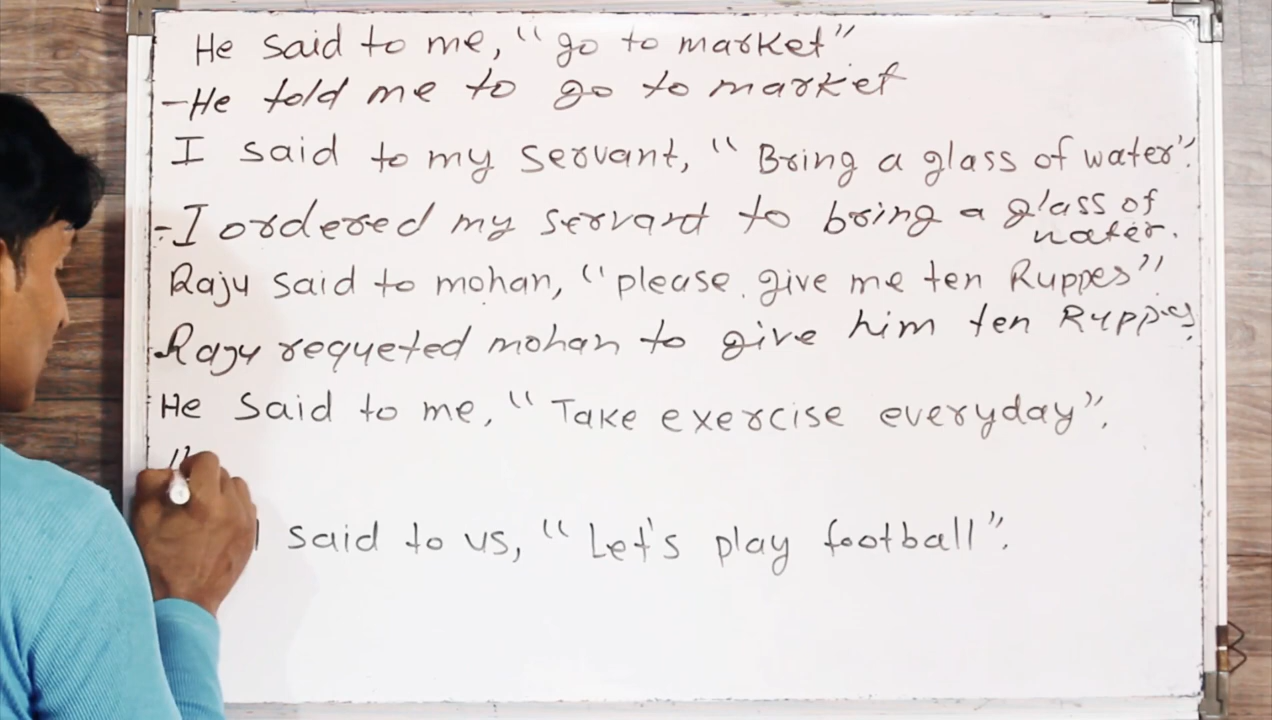 He said to me, "go to market"
-He told me to go to market
I said to my servant, "Bring a glass of water".
-I ordered my servant to bring a glass of
water.
Raju said to mohan, "please. give me ten Ruppes"
Raju requeted mohan to give him ten
He said to me, "Take exercise everyday".
said to us, "Let's play football".